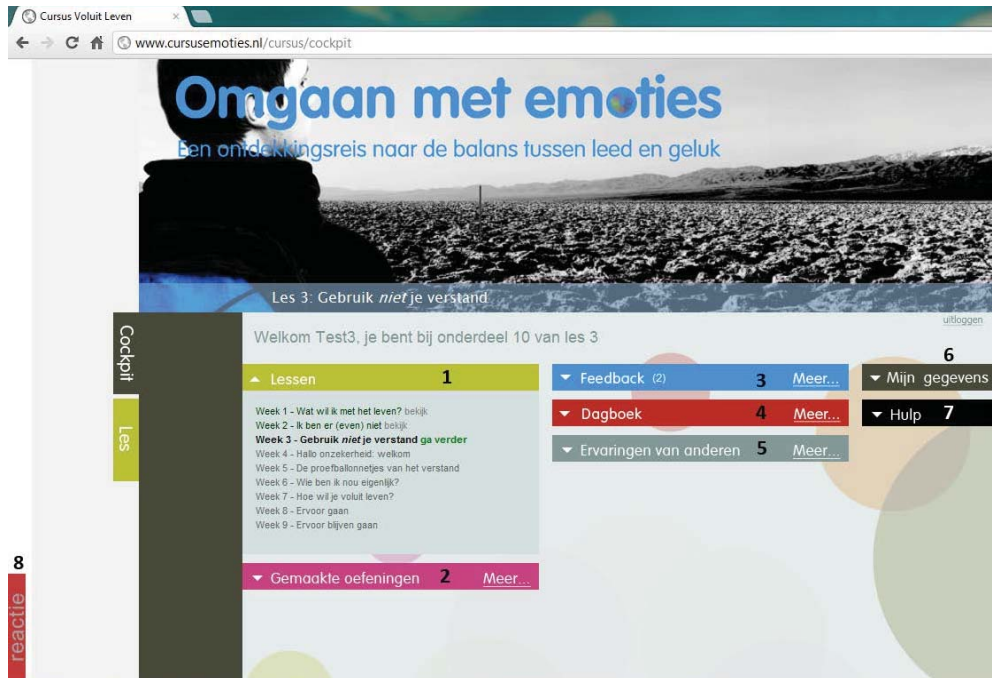 Cursus Voluit Leven
www.cursusemoties.nl/cursus/cockpit
Omgaan met emoties
Een ontdekkingsreis naar de balans tussen leed en geluk
Les 3: Gebruik niet je verstand
uitloggen
Cockpit
Les
Welkom Test3, je bent bij onderdeel 10 van les 3
Lessen 1
Week 1 - Wat wil ik met het leven? bekijk
Week 2 - Ik ben er (even) niet bekijk
Week 3 - Gebruik niet je verstand ga verder
Week 4 - Hallo onzekerheid: welkom
Week 5 - De proefballonnetjes van het verstand
Week 6 - Wie ben ik nou eigenlijk?
Week 7 - Hoe wil je voluit leven?
Week 8 - Ervoor gaan
Week 9 - Ervoor blijven gaan
Gemaakte oefeningen 2 Meer...
Feedback (2) 3 Meer...
Dagboek 4 Meer...
Ervaringen van anderen 5 Meer...
6
Mijn gegevens
Hulp 7
8
reactie